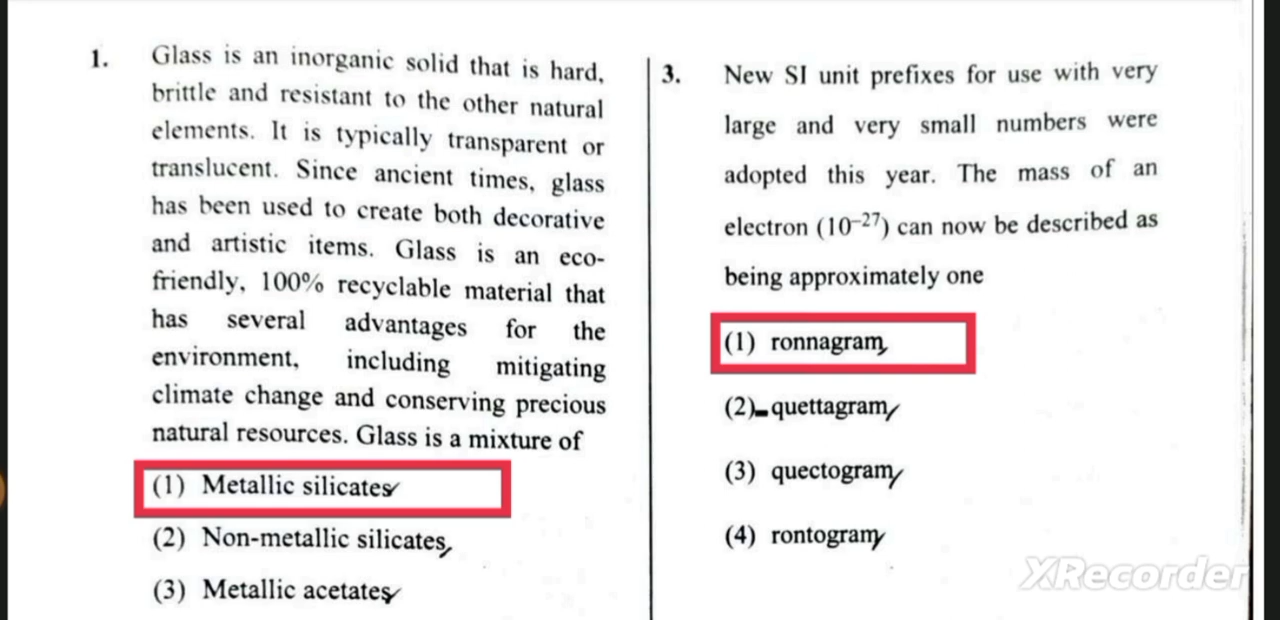 1.
Glass is an inorganic solid that is hard,
brittle and resistant to the other natural
elements. It is typically transparent or
translucent. Since ancient times, glass
has been used to create both decorative
and artistic items. Glass is an eco-
friendly, 100% recyclable material that
has several advantages for the
environment, including mitigating
climate change and conserving precious
natural resources. Glass is a mixture of
(1) Metallic silicates
(2) Non-metallic silicates
(3) Metallic acetates
3.
New SI unit prefixes for use with very
large and very small numbers were
adopted this year. The mass of an
electron (10⁻²⁷) can now be described as
being approximately one
(1) ronnagram
(2) quettagram
(3) quectogram
(4) rontogram
XRecorder